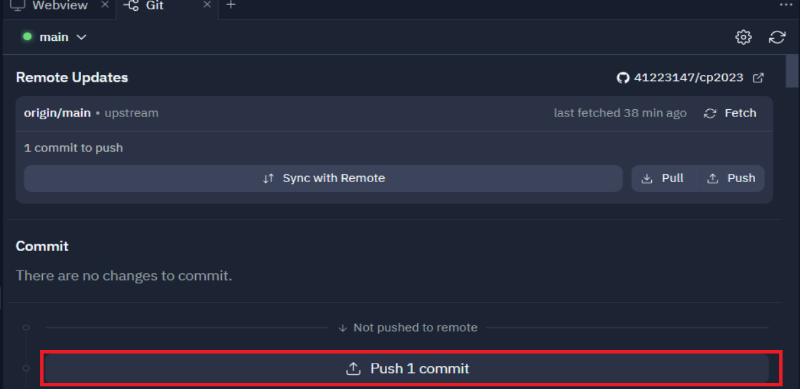 Webview
Git
main
Remote Updates
41223147/cp2023
origin/main • upstream
last fetched 38 min ago
Fetch
1 commit to push
Sync with Remote
Pull
Push
Commit
There are no changes to commit.
Not pushed to remote
Push 1 commit